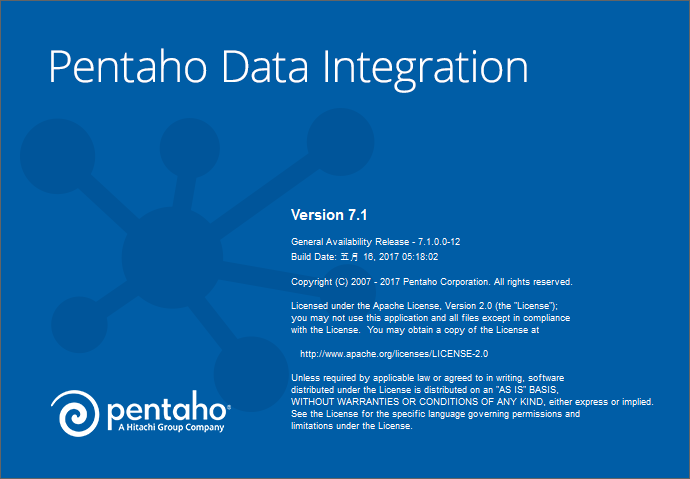 Pentaho Data Integration
Version 7.1
General Availability Release - 7.1.0.0-12
Build Date: 五月 16, 2017 05:18:02
Copyright (C) 2007 - 2017 Pentaho Corporation. All rights reserved.
Licensed under the Apache License, Version 2.0 (the "License");
you may not use this application and all files except in compliance
with the License.  You may obtain a copy of the License at
http://www.apache.org/licenses/LICENSE-2.0
Unless required by applicable law or agreed to in writing, software
distributed under the License is distributed on an "AS IS" BASIS,
WITHOUT WARRANTIES OR CONDITIONS OF ANY KIND, either express or implied.
See the License for the specific language governing permissions and
limitations under the License.
pentaho®
A Hitachi Group Company